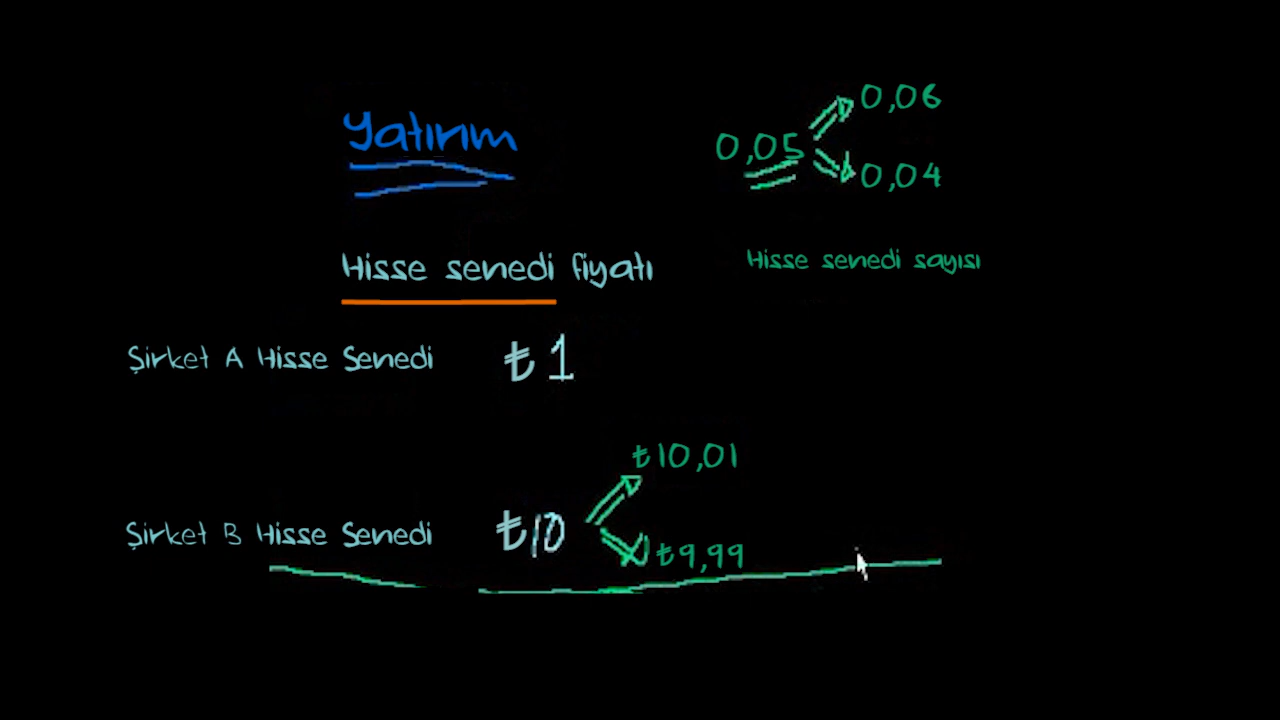 Yatırım
0,05
0,06
0,04
Hisse senedi fiyatı
Hisse senedi sayısı
Şirket A Hisse Senedi ₺1
Şirket B Hisse Senedi ₺10
₺10,01
₺9,99